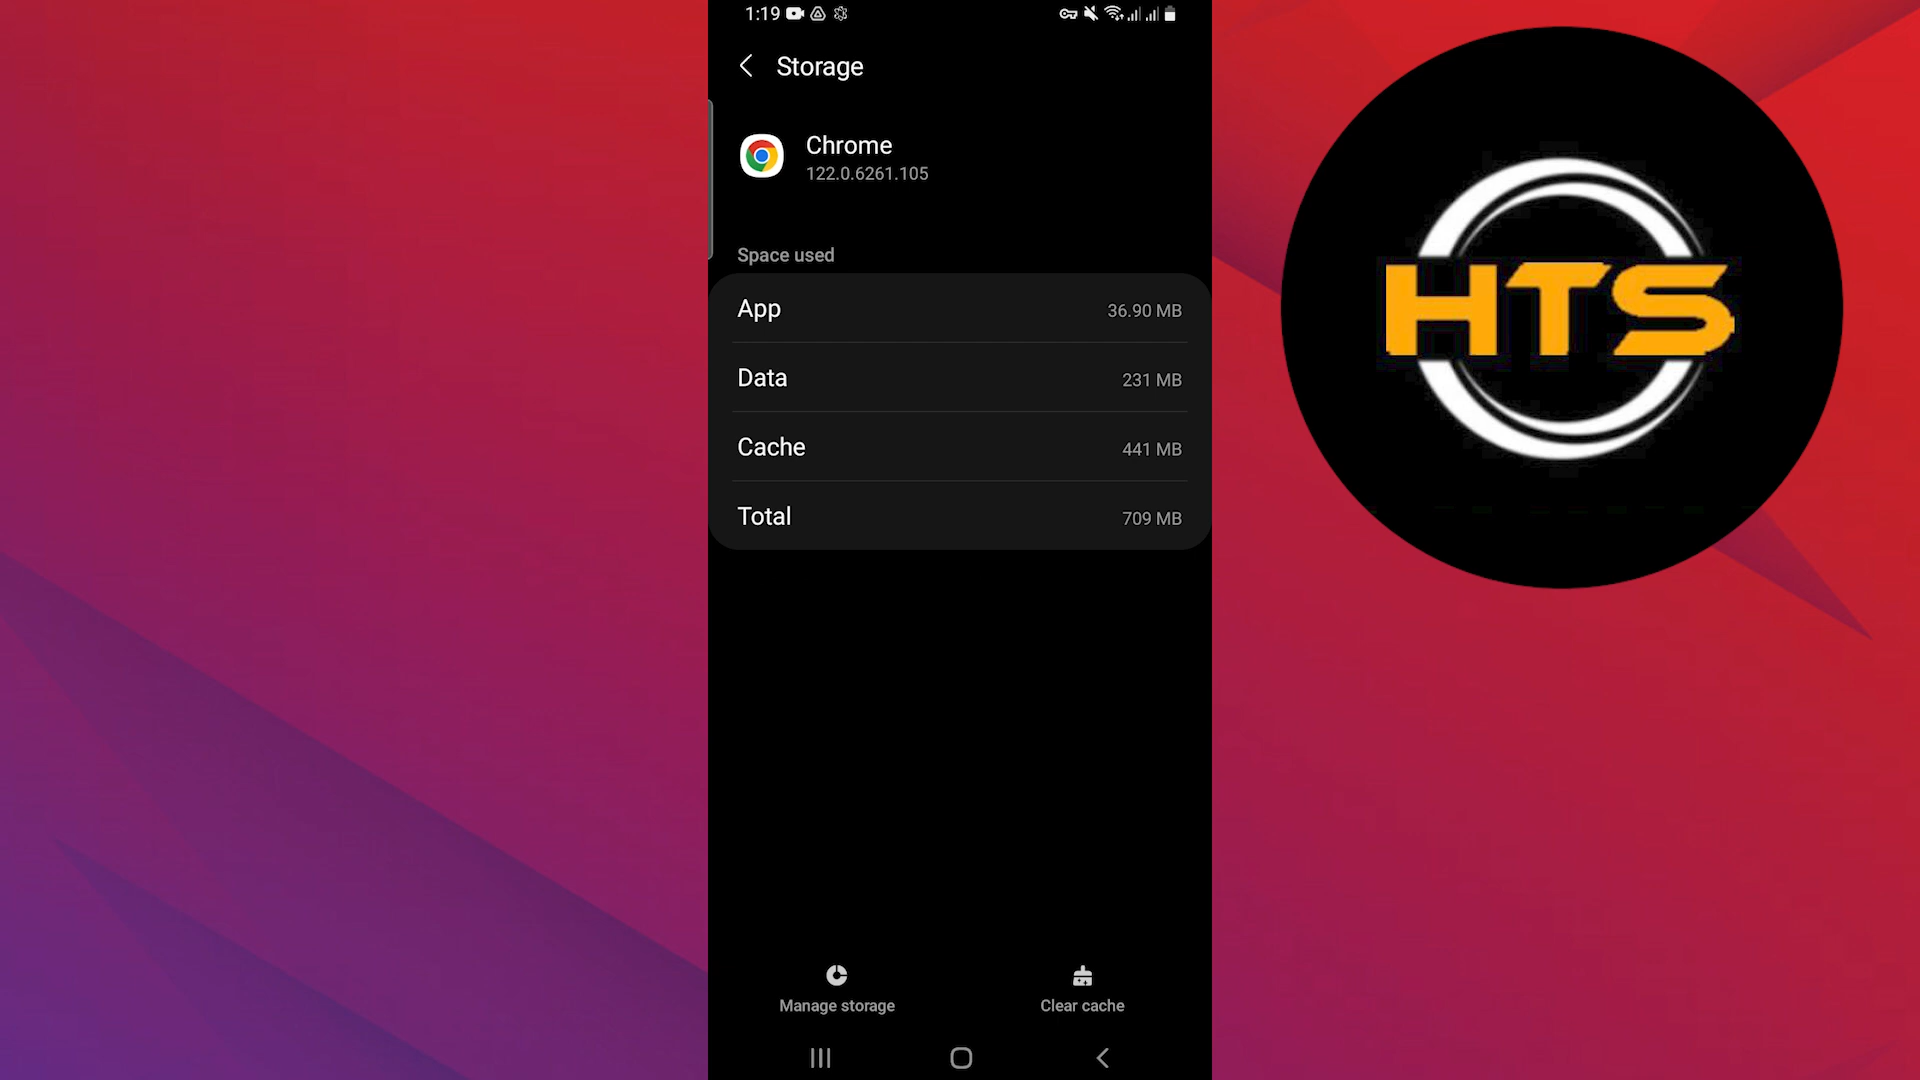 1:19
Storage
Chrome
122.0.6261.105
Space used
App 36.90 MB
Data 231 MB
Cache 441 MB
Total 709 MB
Manage storage Clear cache
HTS